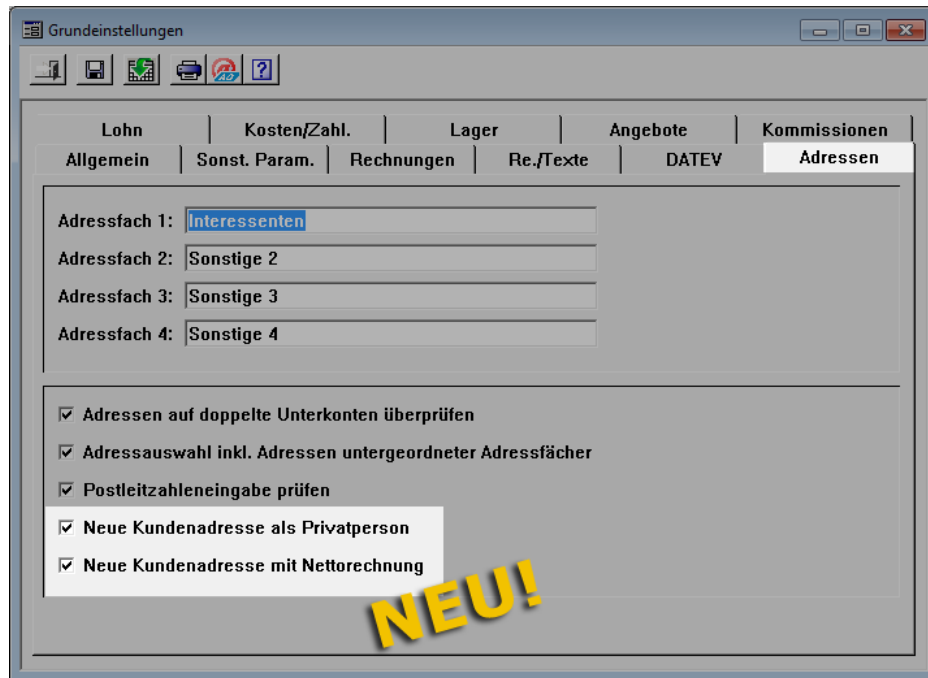 Grundeinstellungen
AG
?
Lohn Kosten/Zahl. Lager Angebote Kommissionen
Allgemein Sonst. Param. Rechnungen Re./Texte DATEV Adressen
Adressfach 1: Interessenten
Adressfach 2: Sonstige 2
Adressfach 3: Sonstige 3
Adressfach 4: Sonstige 4
Adressen auf doppelte Unterkonten überprüfen
Adressauswahl inkl. Adressen untergeordneter Adressfächer
Postleitzahleneingabe prüfen
Neue Kundenadresse als Privatperson
Neue Kundenadresse mit Nettorechnung
NEU!